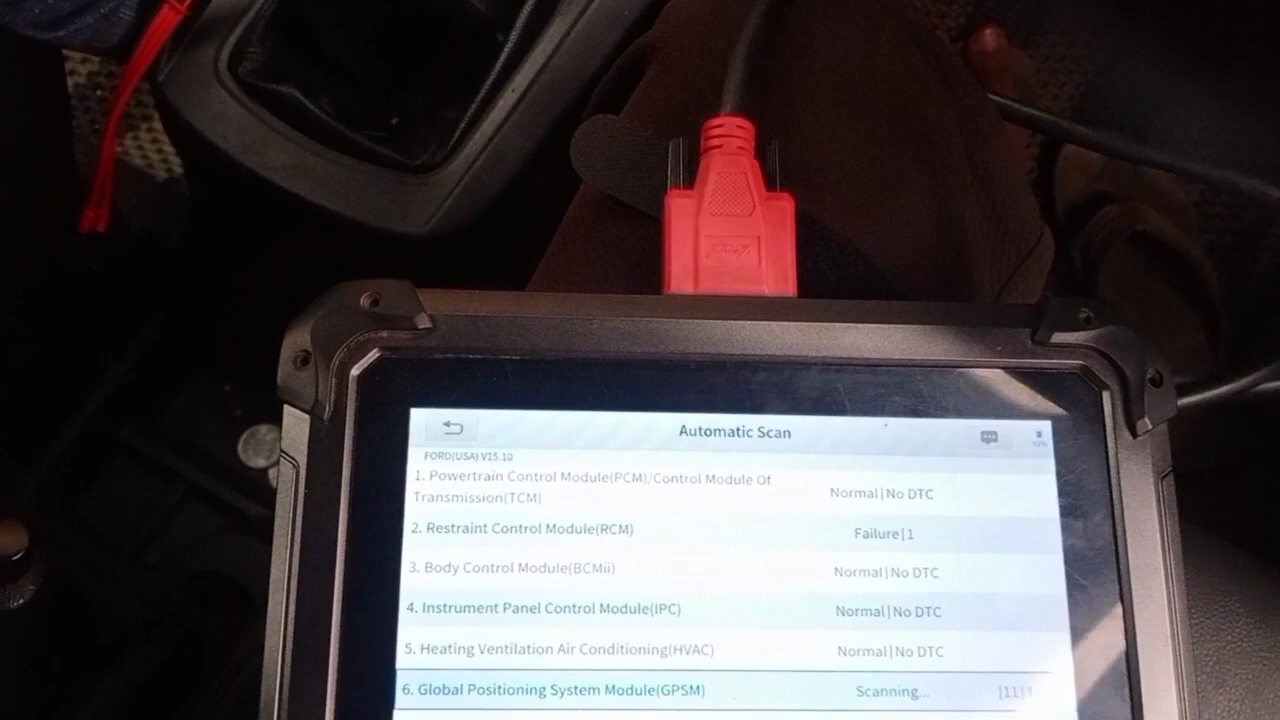 Automatic Scan
92%
FORD(USA) V15.10
1. Powertrain Control Module(PCM)/Control Module Of
Transmission(TCM)
Normal|No DTC
2. Restraint Control Module(RCM)
Failure|1
3. Body Control Module(BCMii)
Normal|No DTC
4. Instrument Panel Control Module(IPC)
Normal|No DTC
5. Heating Ventilation Air Conditioning(HVAC)
Normal|No DTC
6. Global Positioning System Module(GPSM)
Scanning...